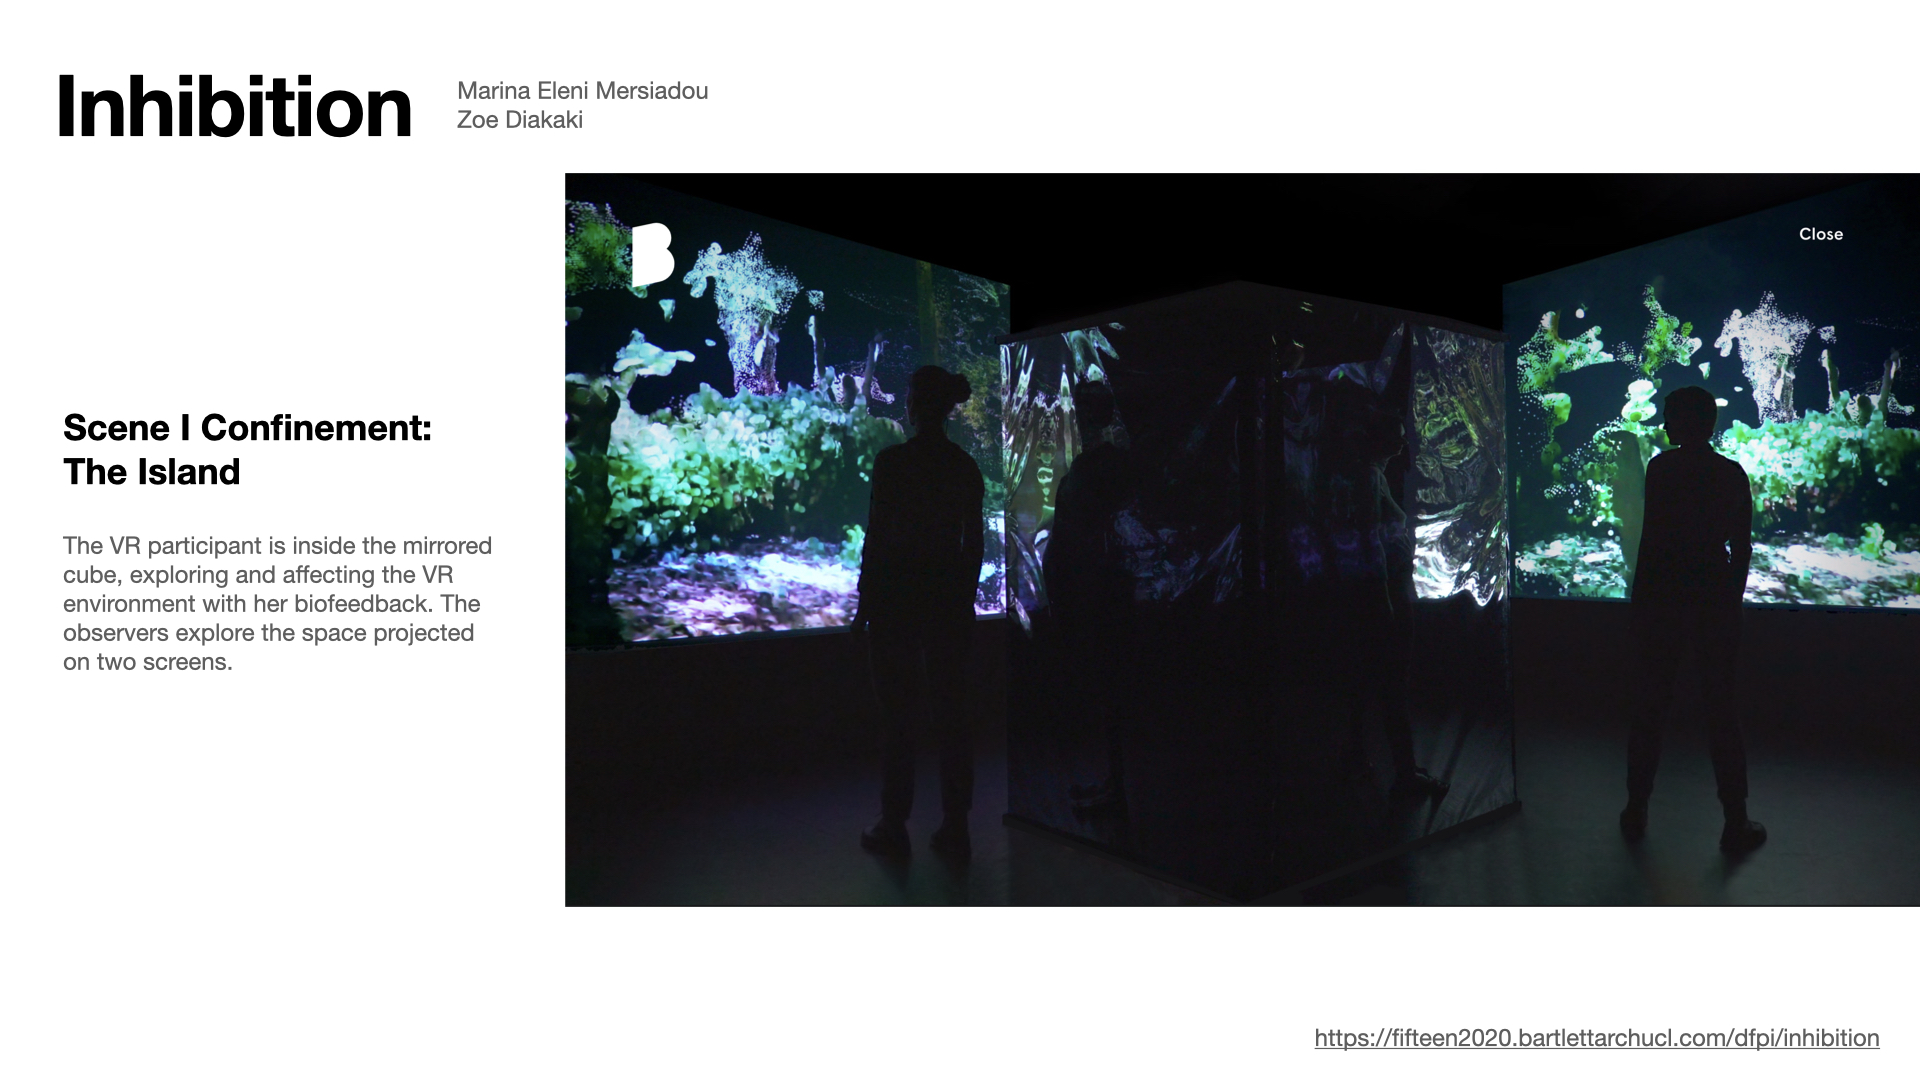 Inhibition
Marina Eleni Mersiadou
Zoe Diakaki
B
Close
Scene I Confinement:
The Island
The VR participant is inside the mirrored
cube, exploring and affecting the VR
environment with her biofeedback. The
observers explore the space projected
on two screens.
https://fifteen2020.bartlettarchucl.com/dfpi/inhibition